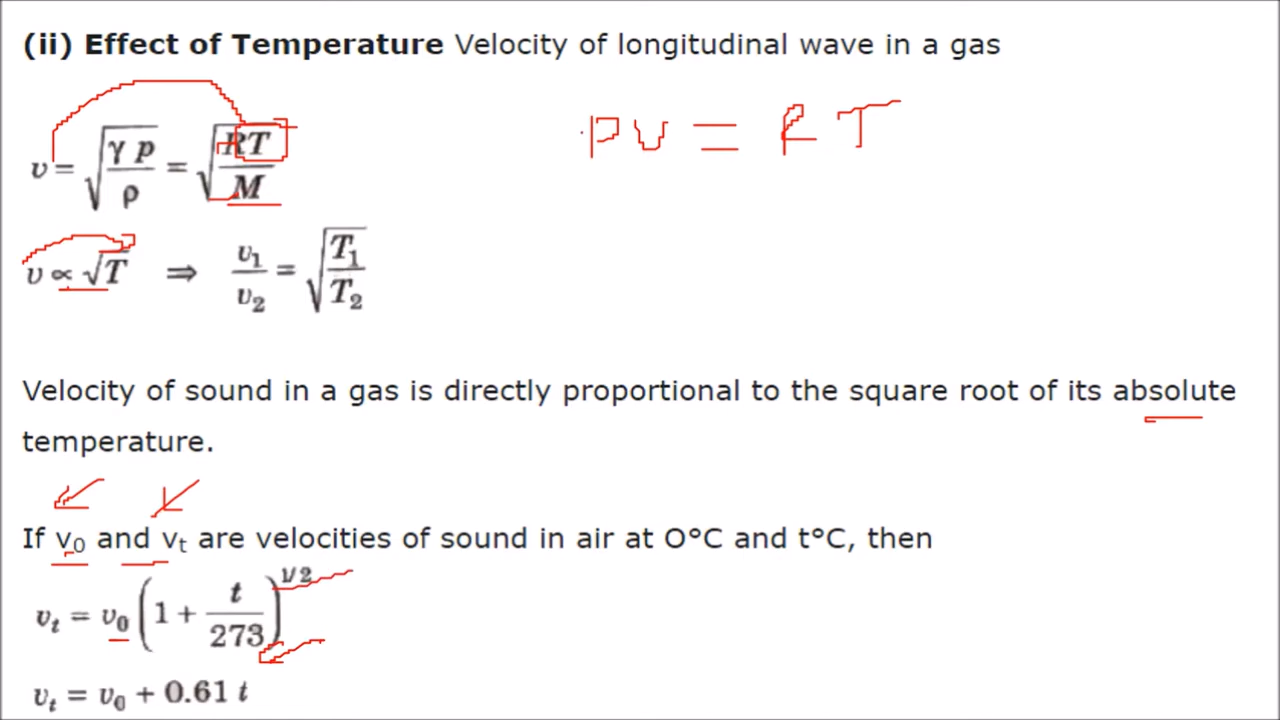 (ii) Effect of Temperature Velocity of longitudinal wave in a gas
PV = RT
v = √(γ p / ρ) = √(RT / M)
v ∝ √T ⇒ v₁/v₂ = √(T₁/T₂)
Velocity of sound in a gas is directly proportional to the square root of its absolute
temperature.
If v₀ and vₜ are velocities of sound in air at O°C and t°C, then
vₜ = v₀ (1 + t/273)^1/2
vₜ = v₀ + 0.61 t